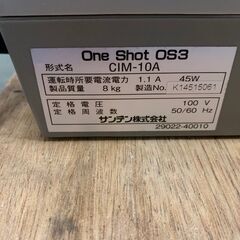 One Shot OS3
形式名 CIM-10A
運転時所要電流電力 1.1 A 45W
製品質量 8 kg 製造No. K14515061
定格電圧 100 V
定格周波数 50/60 Hz
サンデン株式会社
29022-40010